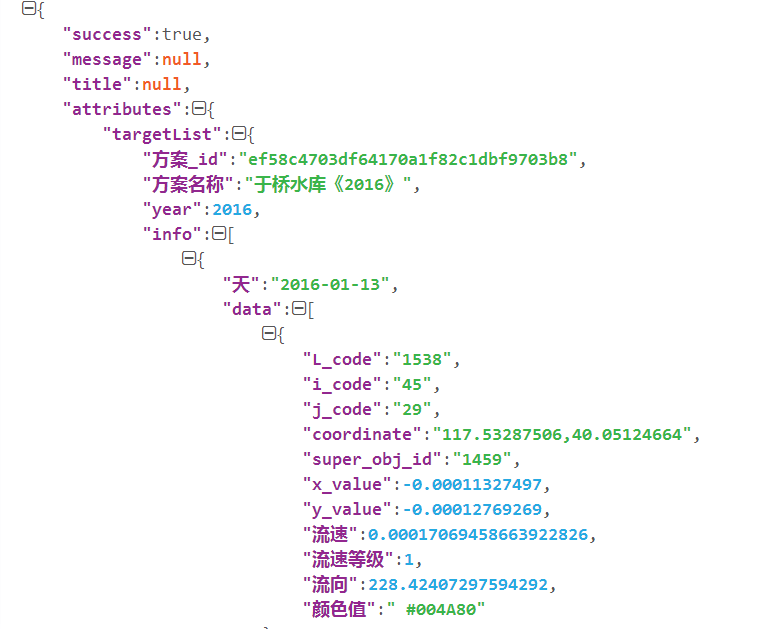 {
"success":true,
"message":null,
"title":null,
"attributes":{
"targetList":{
"方案_id":"ef58c4703df64170a1f82c1dbf9703b8",
"方案名称":"于桥水库《2016》",
"year":2016,
"info":[
{
"天":"2016-01-13",
"data":[
{
"L_code":"1538",
"i_code":"45",
"j_code":"29",
"coordinate":"117.53287506,40.05124664",
"super_obj_id":"1459",
"x_value":-0.00011327497,
"y_value":-0.00012769269,
"流速":0.00017069458663922826,
"流速等级":1,
"流向":228.42407297594292,
"颜色值":" #004A80"